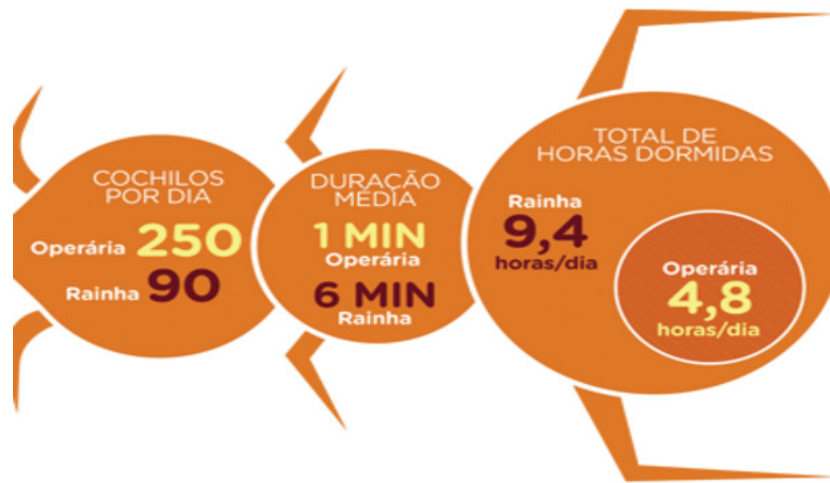 COCHILOS
POR DIA
Operária 250
Rainha 90
DURAÇÃO
MÉDIA
1 MIN
Operária
6 MIN
Rainha
TOTAL DE
HORAS DORMIDAS
Rainha
9,4
horas/dia
Operária
4,8
horas/dia